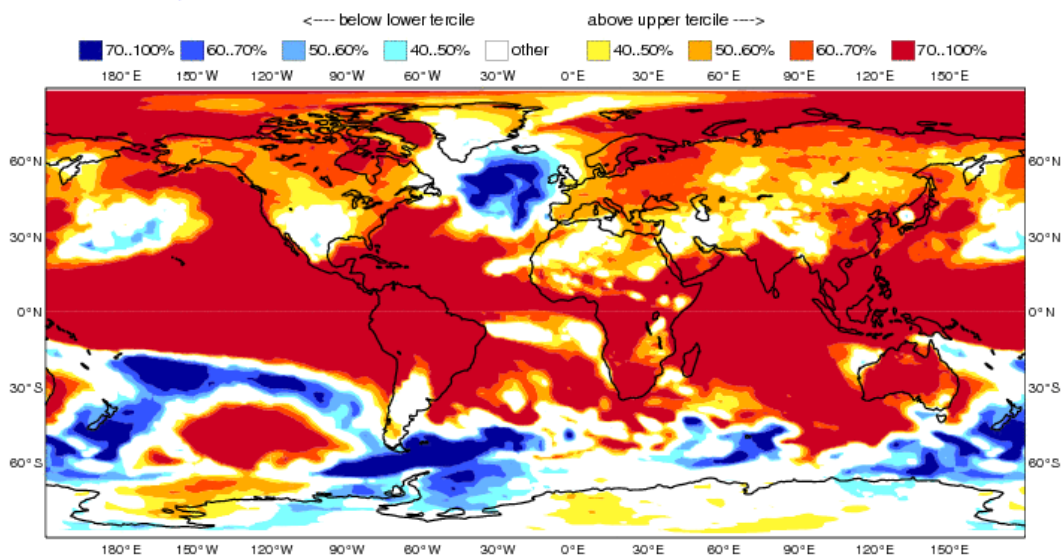 <---- below lower tercile above upper tercile ---->
70..100% 60..70% 50..60% 40..50% other 40..50% 50..60% 60..70% 70..100%
180°E 150°W 120°W 90°W 60°W 30°W 0°E 30°E 60°E 90°E 120°E 150°E
60°N 60°N
30°N 30°N
0°N 0°N
30°S 30°S
60°S 60°S
180°E 150°W 120°W 90°W 60°W 30°W 0°E 30°E 60°E 90°E 120°E 150°E